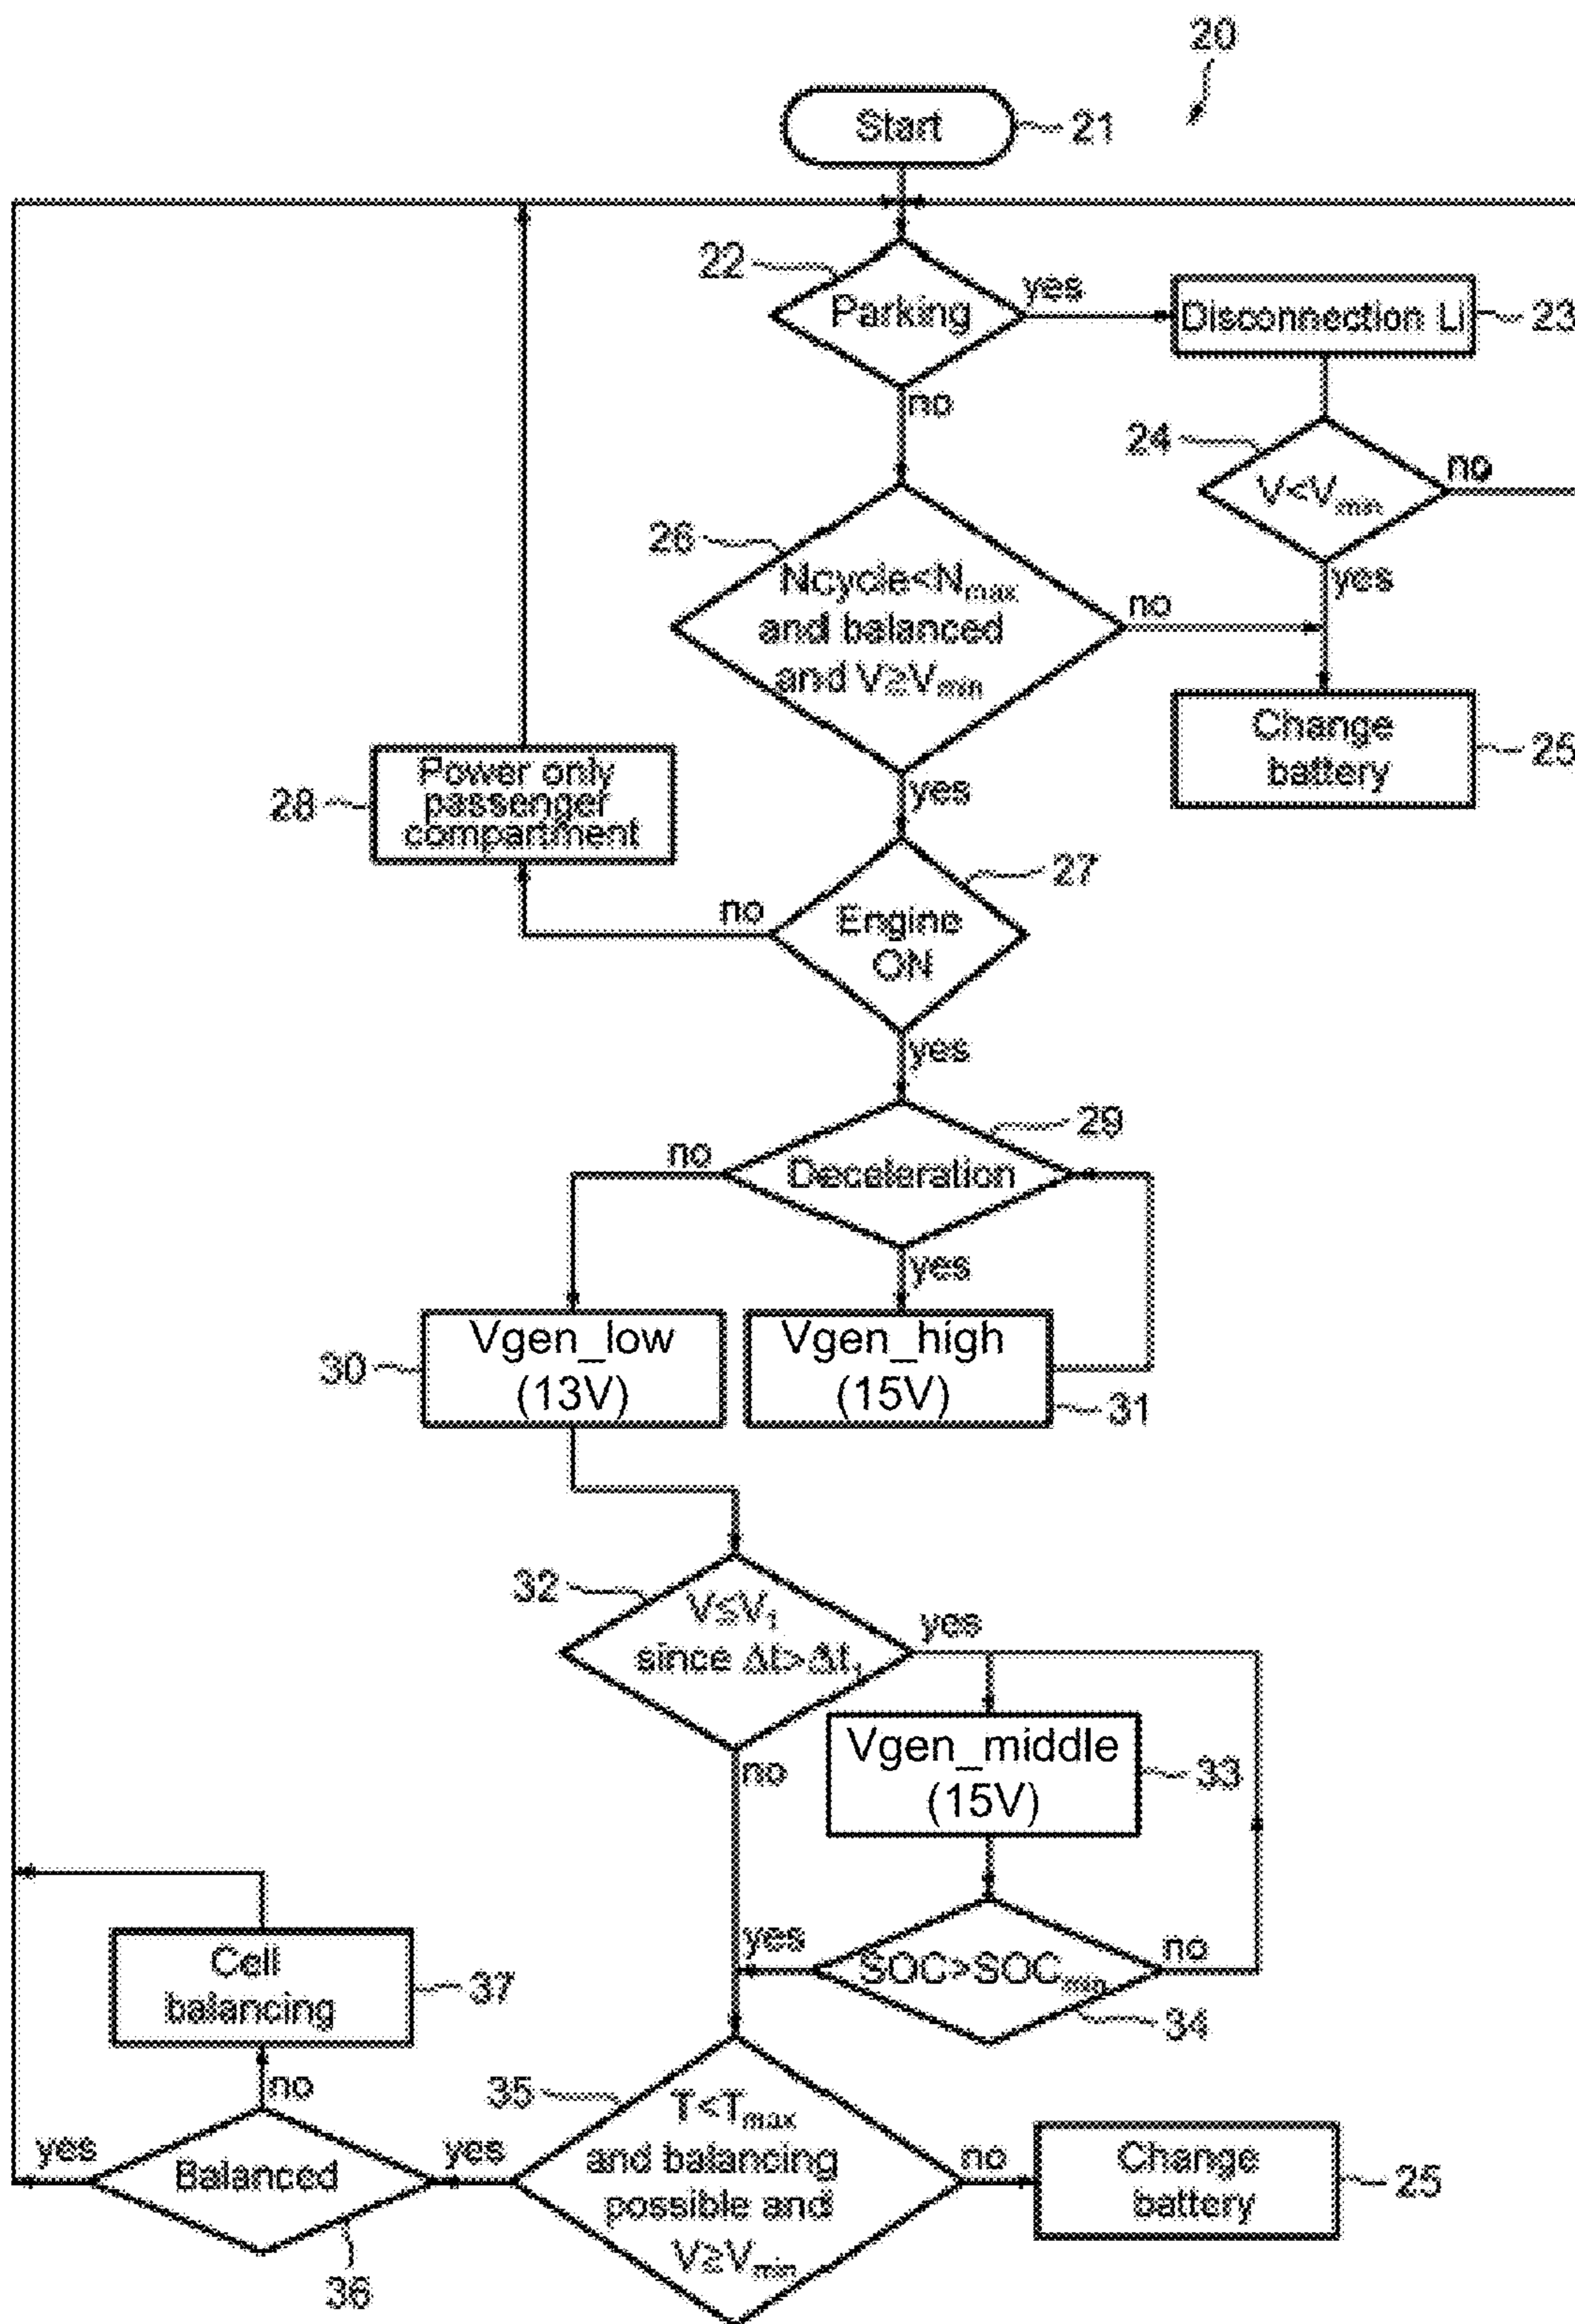 20
Start
21
22
Parking
yes
Disconnection Li
23
no
24
V<Vmin
no
yes
26
Ncycle<Nmax
and balanced
and V≧Vmin
no
yes
Change
battery
25
28
Power only
passenger
compartment
27
no
Engine
ON
yes
29
no
Deceleration
yes
30
Vgen_low
(13V)
Vgen_high
(15V)
31
32
V≦V1
since Δt>Δt1
yes
no
Vgen_middle
(15V)
33
yes
SOC>SOCmin
no
34
Cell
balancing
37
no
35
T<Tmax
and balancing
possible and
V≧Vmin
yes
Balanced
yes
36
no
Change
battery
25